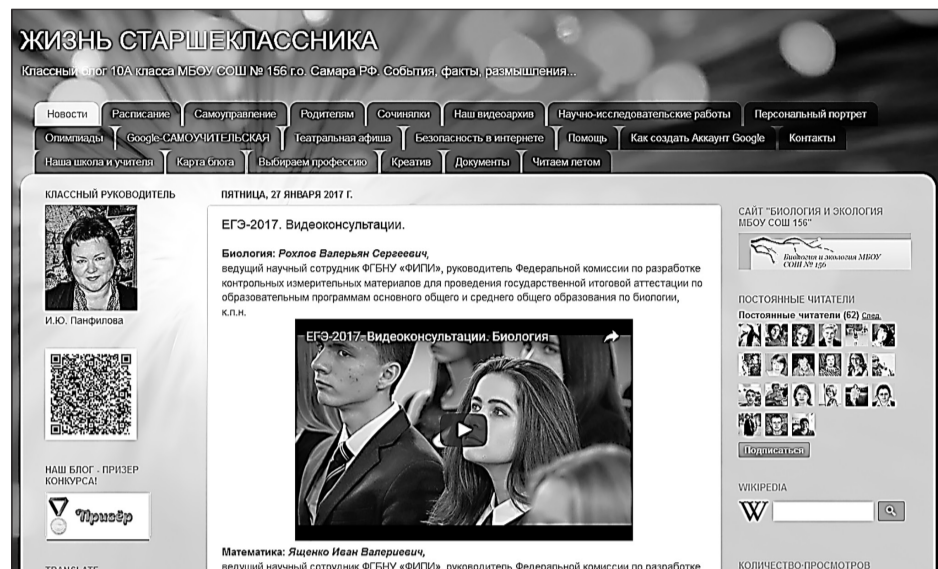 ЖИЗНЬ СТАРШЕКЛАССНИКА
Классный блог 10А класса МБОУ СОШ № 156 г.о. Самара РФ. События, факты, размышления...
Новости Расписание Самоуправление Родителям Сочинялки Наш видеоархив Научно-исследовательские работы Персональный портрет
Олимпиады Google-САМОУЧИТЕЛЬСКАЯ Театральная афиша Безопасность в интернете Помощь Как создать Аккаунт Google Контакты
Наша школа и учителя Карта блога Выбираем профессию Креатив Документы Читаем летом
КЛАССНЫЙ РУКОВОДИТЕЛЬ
И.Ю. Панфилова
НАШ БЛОГ - ПРИЗЕР
КОНКУРСА!
Призёр
TRANSLATE
ПЯТНИЦА, 27 ЯНВАРЯ 2017 Г.
ЕГЭ-2017. Видеоконсультации.
Биология: Рохлов Валерьян Сергеевич,
ведущий научный сотрудник ФГБНУ «ФИПИ», руководитель Федеральной комиссии по разработке
контрольных измерительных материалов для проведения государственной итоговой аттестации по
образовательным программам основного общего и среднего общего образования по биологии,
к.п.н.
ЕГЭ-2017. Видеоконсультации. Биология
Математика: Ященко Иван Валериевич,
ведущий научный сотрудник ФГБНУ «ФИПИ», руководитель Федеральной комиссии по разработке
САЙТ "БИОЛОГИЯ И ЭКОЛОГИЯ
МБОУ СОШ 156"
Биология и экология МБОУ
СОШ № 156
ПОСТОЯННЫЕ ЧИТАТЕЛИ
Постоянные читатели (62) След.
Подписаться
WIKIPEDIA
W
КОЛИЧЕСТВО ПРОСМОТРОВ